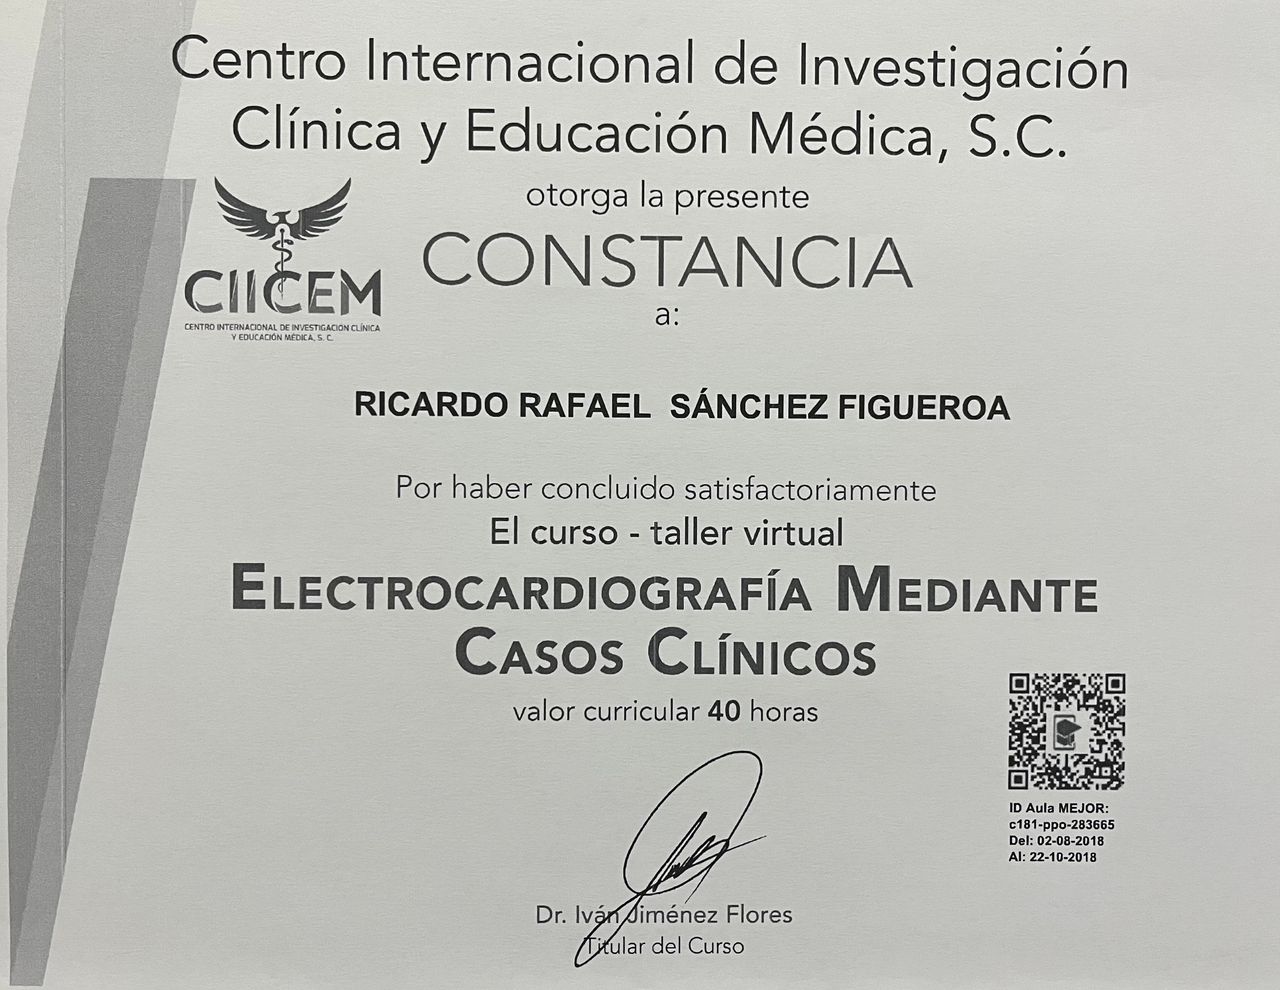 Centro Internacional de Investigación
Clínica y Educación Médica, S.C.
otorga la presente
CONSTANCIA
a:
CIICEM
CENTRO INTERNACIONAL DE INVESTIGACIÓN CLÍNICA
Y EDUCACIÓN MÉDICA, S. C.
RICARDO RAFAEL SÁNCHEZ FIGUEROA
Por haber concluido satisfactoriamente
El curso - taller virtual
ELECTROCARDIOGRAFÍA MEDIANTE
CASOS CLÍNICOS
valor curricular 40 horas
ID Aula MEJOR:
c181-ppo-283665
Del: 02-08-2018
Al: 22-10-2018
Dr. Iván Jiménez Flores
Titular del Curso